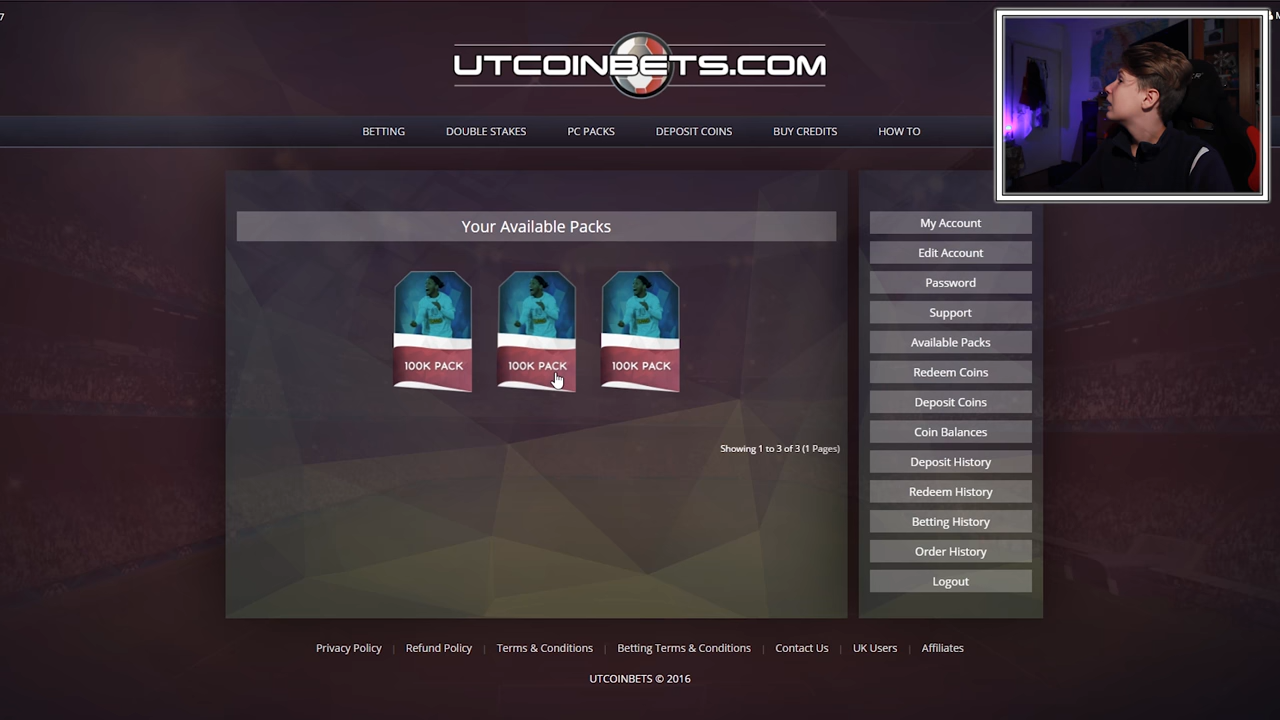 7
UTCOINBETS.COM
BETTING DOUBLE STAKES PC PACKS DEPOSIT COINS BUY CREDITS HOW TO
Your Available Packs
100K PACK 100K PACK 100K PACK
Showing 1 to 3 of 3 (1 Pages)
My Account
Edit Account
Password
Support
Available Packs
Redeem Coins
Deposit Coins
Coin Balances
Deposit History
Redeem History
Betting History
Order History
Logout
Privacy Policy | Refund Policy | Terms & Conditions | Betting Terms & Conditions | Contact Us | UK Users | Affiliates
UTCOINBETS © 2016